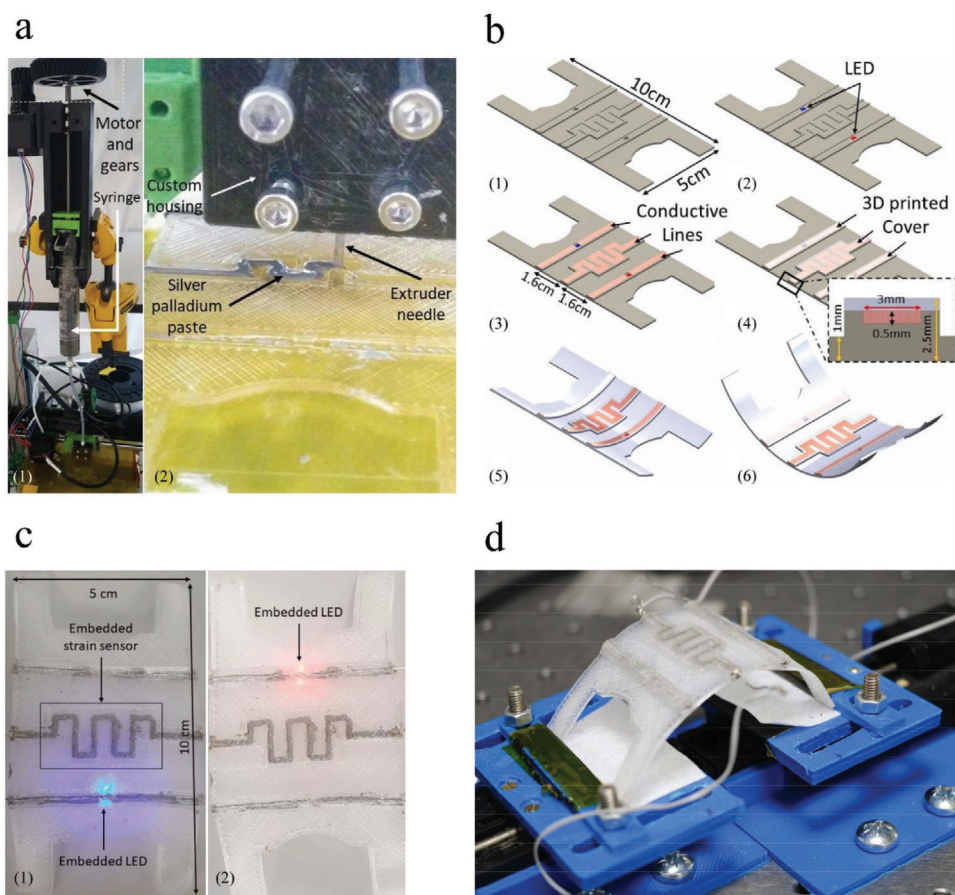 a
Motor
and
gears
Syringe
(1)
Custom
housing
Silver
palladium
paste
Extruder
needle
(2)
b
10cm
5cm
(1)
LED
(2)
Conductive
Lines
1.6cm
1.6cm
(3)
3D printed
Cover
(4)
3mm
1mm
0.5mm
2.5mm
(5)
(6)
c
5 cm
Embedded
strain sensor
10 cm
Embedded LED
(1)
Embedded LED
(2)
d